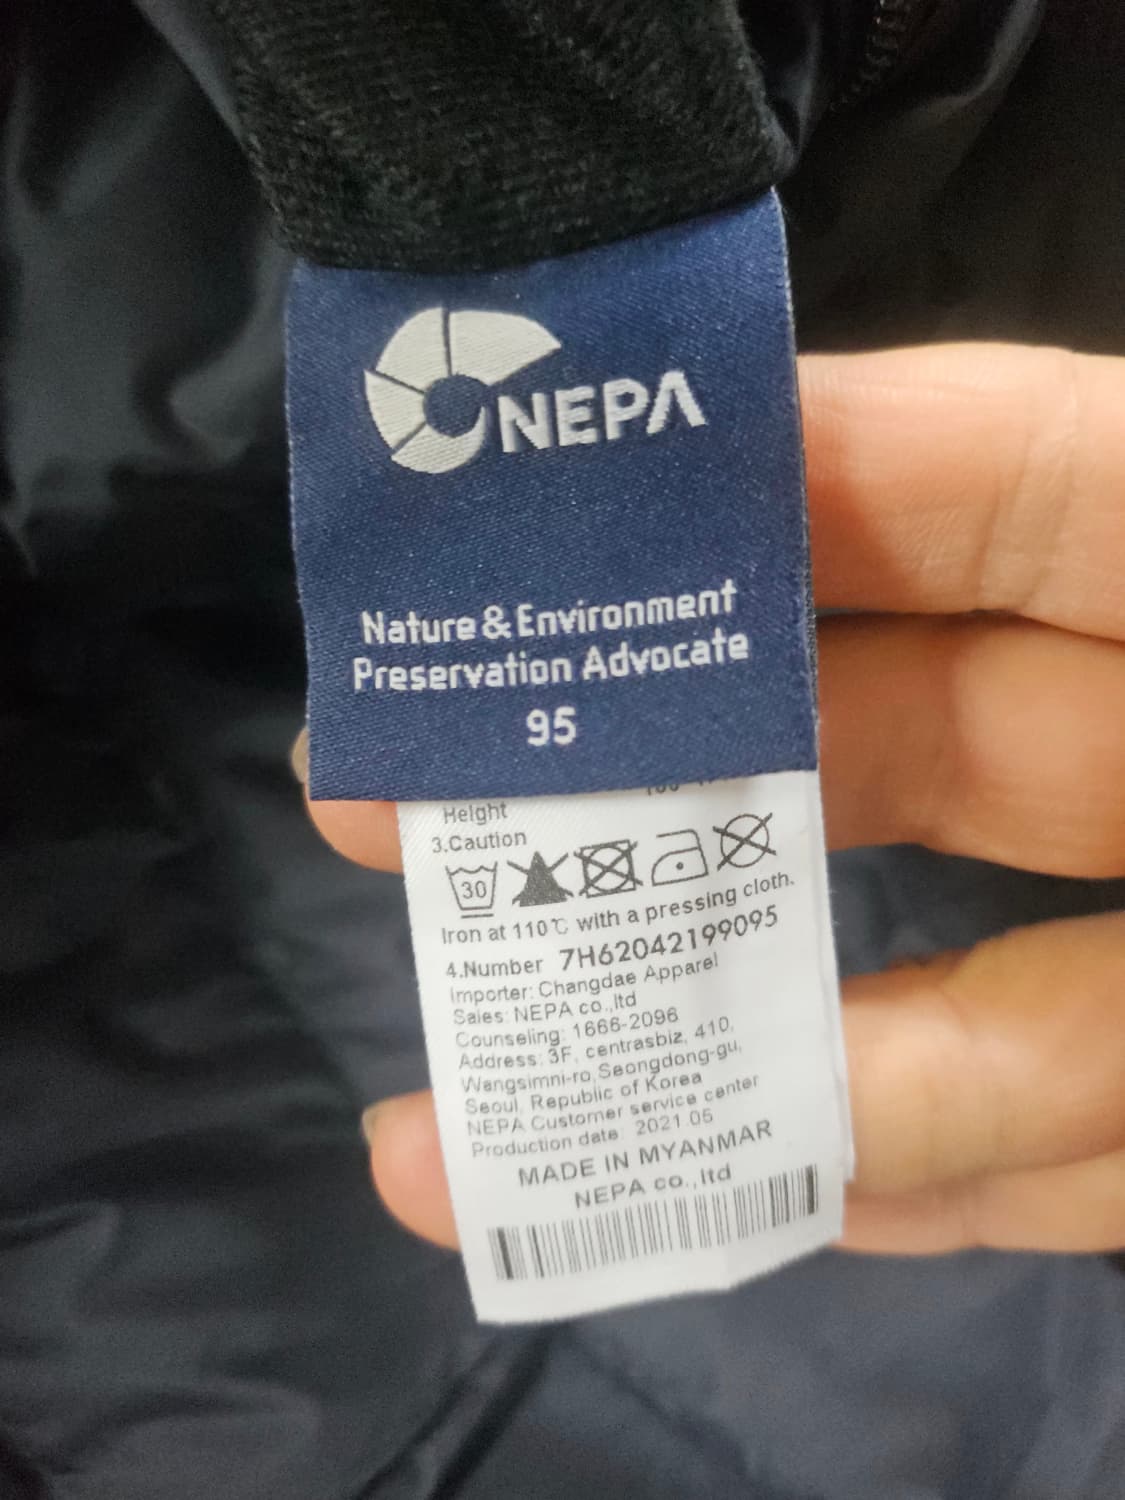 NEPA
Nature & Environment
Preservation Advocate
95
Height
3.Caution
30
Iron at 110℃ with a pressing cloth.
4.Number 7H62042199095
Importer: Changdae Apparel
Sales: NEPA co.,ltd
Counseling: 1666-2096
Address: 3F, centrasbiz, 410,
Wangsimni-ro,Seongdong-gu,
Seoul, Republic of Korea
NEPA Customer service center
Production date: 2021.05
MADE IN MYANMAR
NEPA co.,ltd